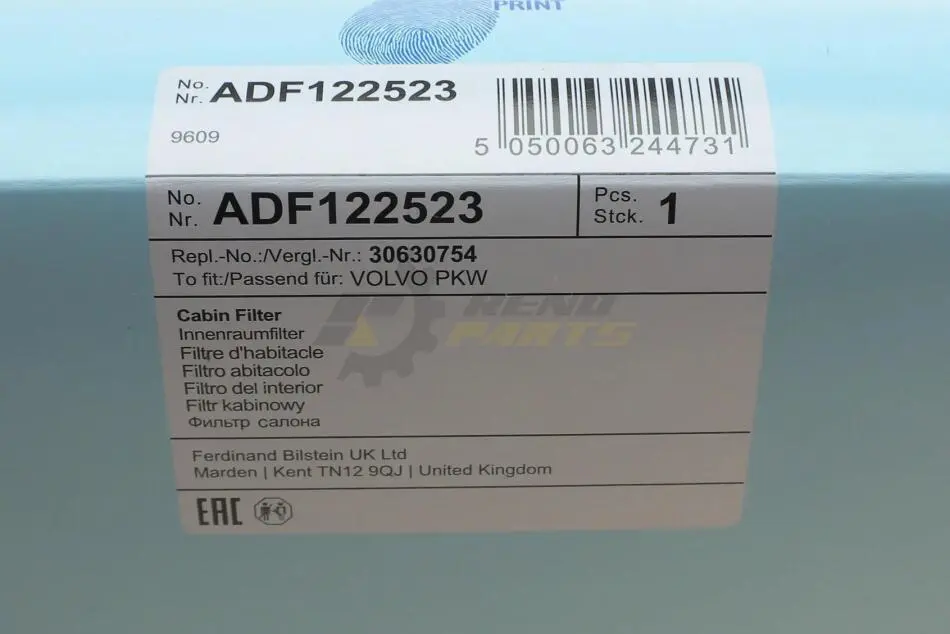 PRINT
No.
Nr. ADF122523
9609
5 050063 244731
No.
Nr. ADF122523
Pcs.
Stck. 1
Repl.-No.:/Vergl.-Nr.: 30630754
To fit:/Passend für: VOLVO PKW
RENO
PARTS
Cabin Filter
Innenraumfilter
Filtre d'habitacle
Filtro abitacolo
Filtro del interior
Filtr kabinowy
Фильтр салона
Ferdinand Bilstein UK Ltd
Marden | Kent TN12 9QJ | United Kingdom
EAC